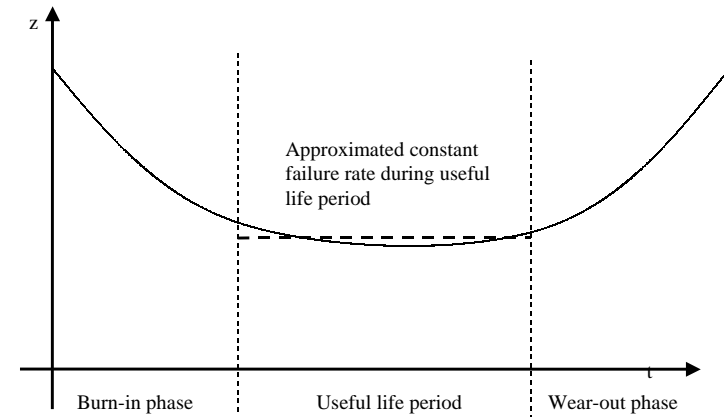 z
Approximated constant
failure rate during useful
life period
t
Burn-in phase
Useful life period
Wear-out phase